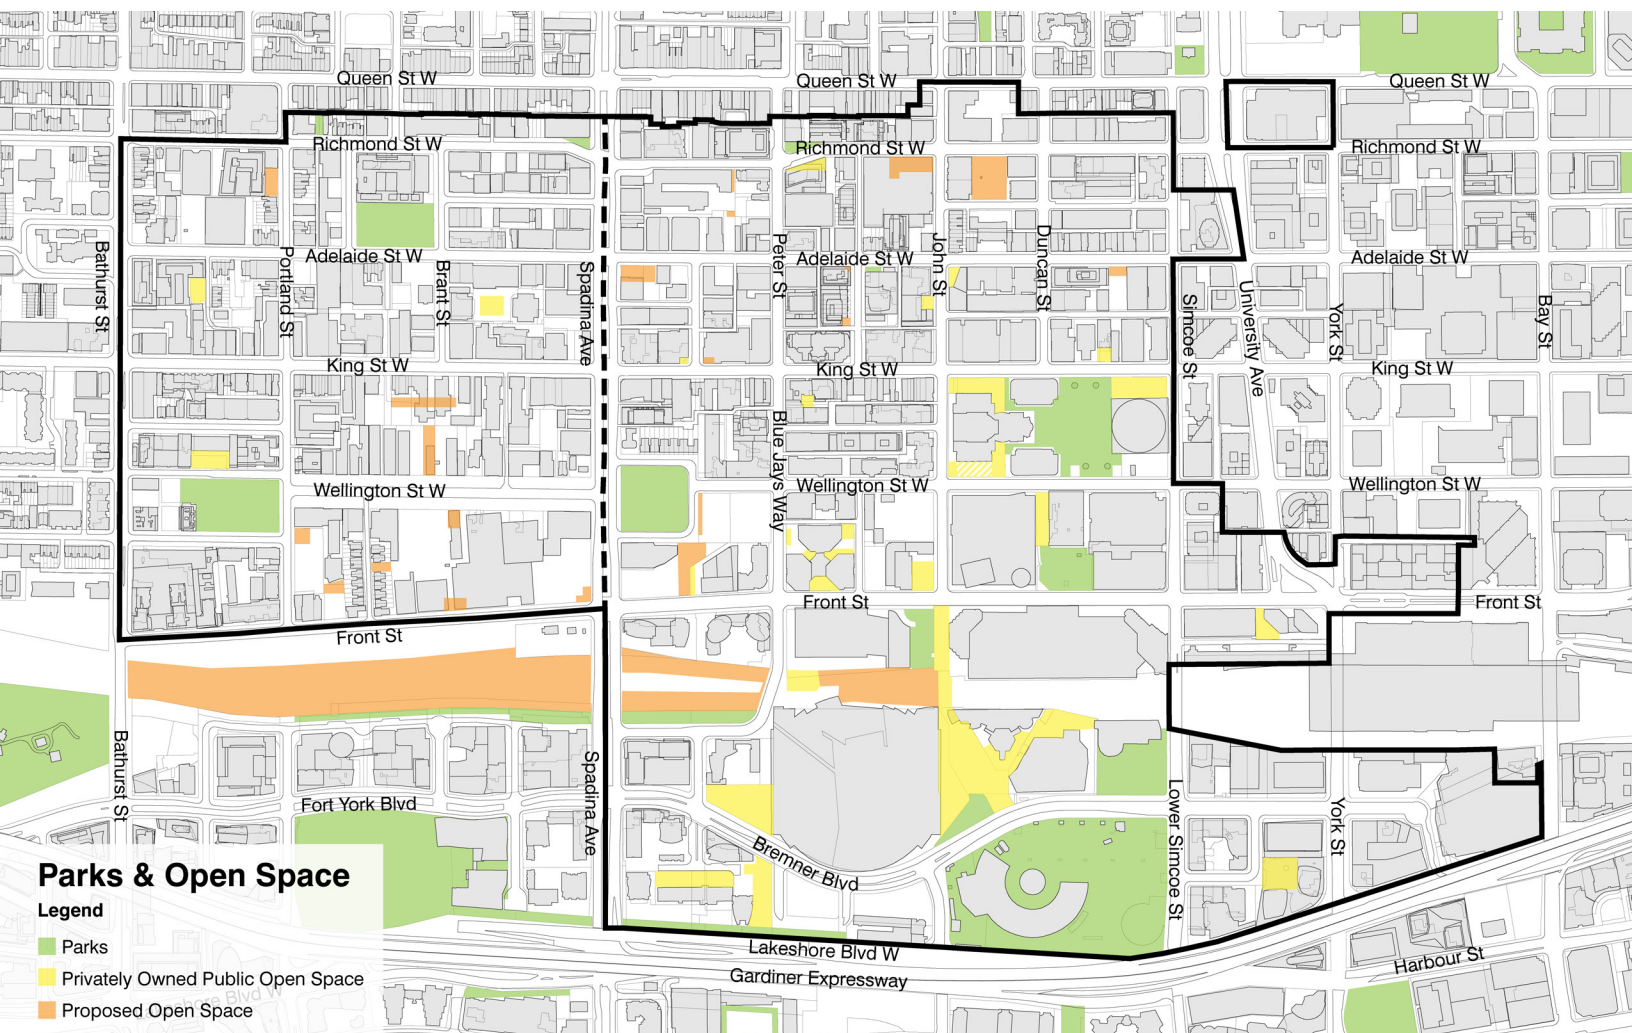 Queen St W
Queen St W
Queen St W
Richmond St W
Richmond St W
Richmond St W
Bathurst St
Portland St
Adelaide St W
Brant St
Spadina Ave
Peter St
Adelaide St W
John St
Duncan St
Adelaide St W
Simcoe St
University Ave
York St
Bay St
King St W
King St W
King St W
Blue Jays Way
Wellington St W
Wellington St W
Wellington St W
Front St
Front St
Front St
Bathurst St
Spadina Ave
Fort York Blvd
Bremner Blvd
Lower Simcoe St
York St
Lakeshore Blvd W
Gardiner Expressway
Harbour St
Parks & Open Space
Legend
Parks
Privately Owned Public Open Space
Proposed Open Space
shore Blvd W